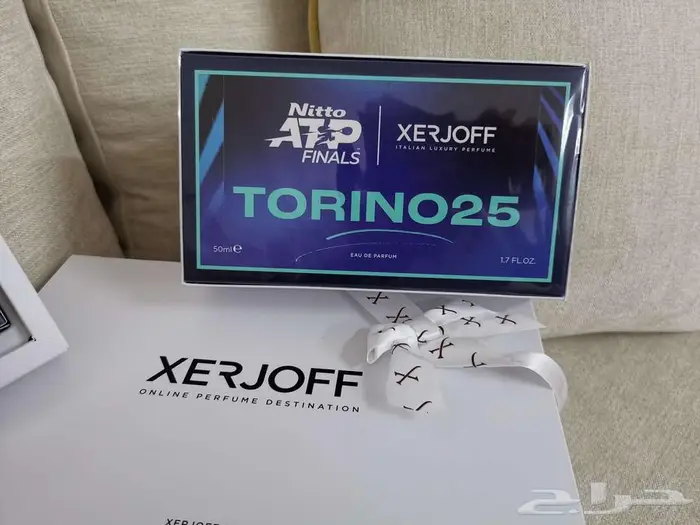 Nitto
ATP
FINALS
XERJOFF
ITALIAN LUXURY PERFUME
TORINO25
50ml℮
EAU DE PARFUM
1.7 FL.OZ.
XERJOFF
ONLINE PERFUME DESTINATION
XERJOFF
حراج